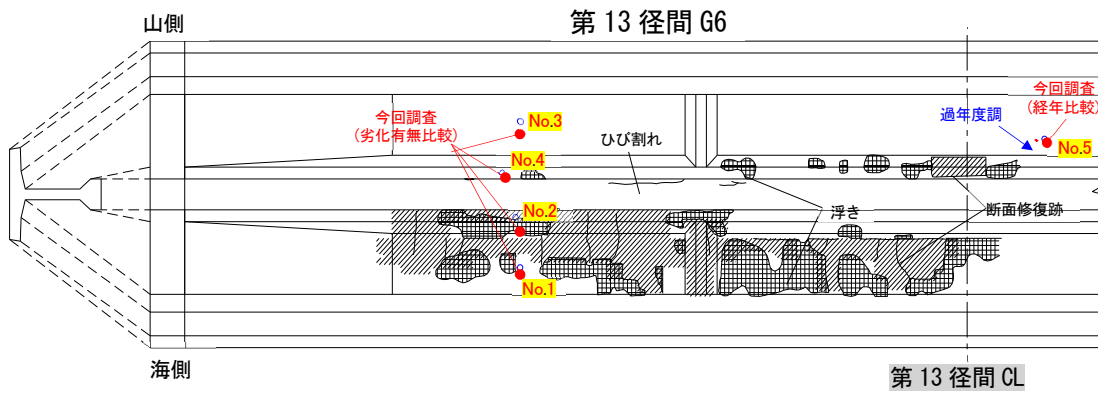 第 13 径間 G6
山側
今回調査
(劣化有無比較)
No.3
No.4
ひび割れ
過年度調
今回調査
(経年比較)
No.5
No.2
浮き
断面修復跡
No.1
海側
第 13 径間 CL